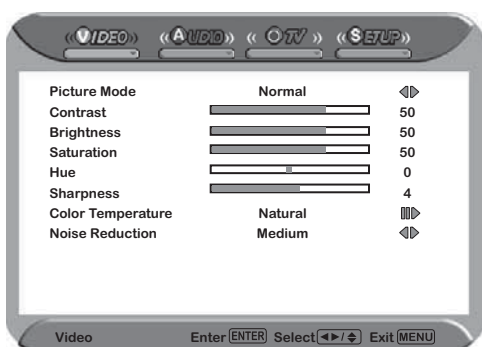 VIDEO AUDIO TV SETUP
Picture Mode Normal
Contrast 50
Brightness 50
Saturation 50
Hue 0
Sharpness 4
Color Temperature Natural
Noise Reduction Medium
Video Enter ENTER Select ◄►/▲▼ Exit MENU